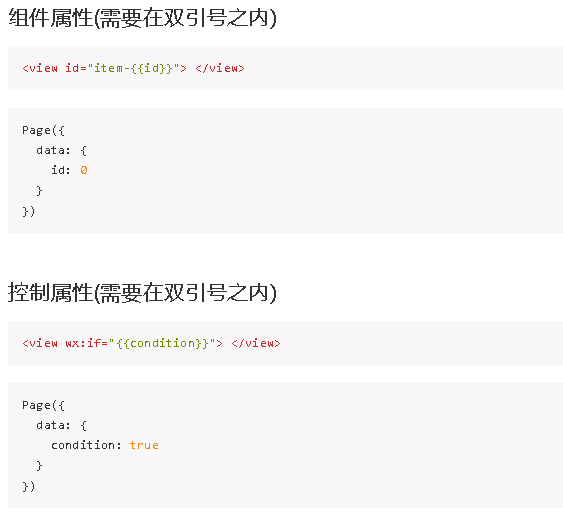 组件属性(需要在双引号之内)
<view id="item-{{id}}"> </view>
Page({
  data: {
    id: 0
  }
})
控制属性(需要在双引号之内)
<view wx:if="{{condition}}"> </view>
Page({
  data: {
    condition: true
  }
})